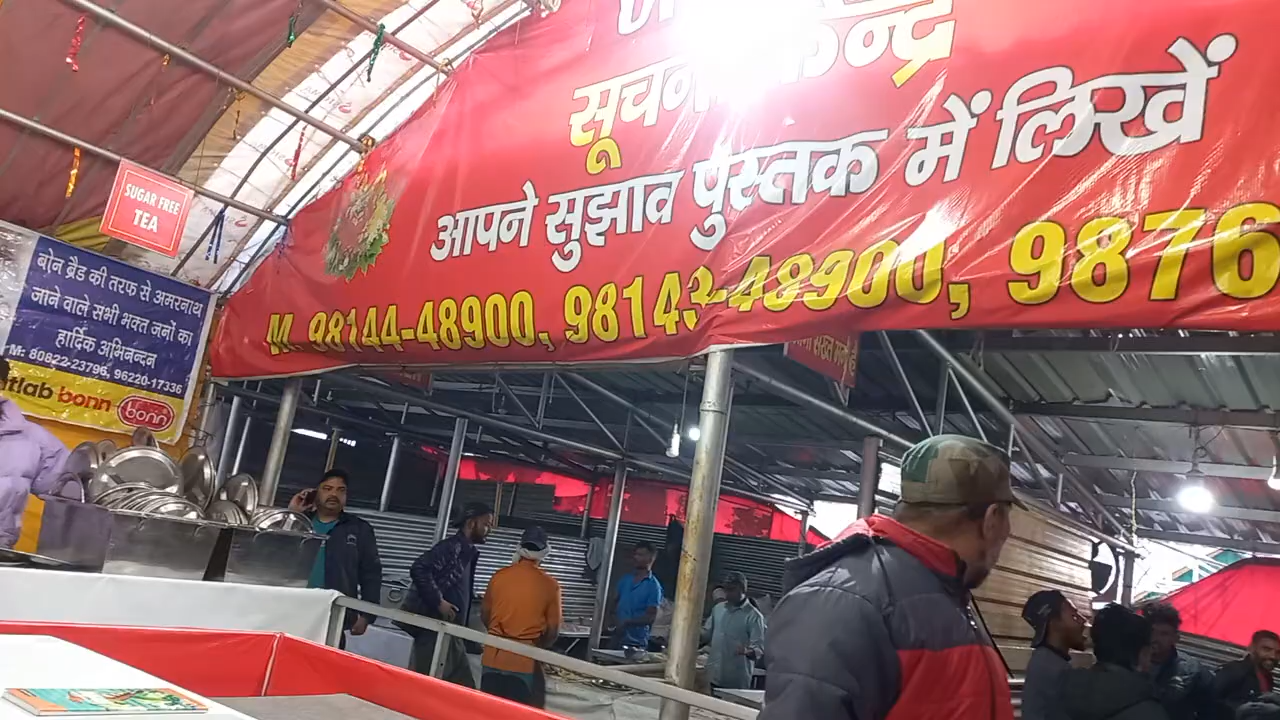 सूचना केन्द्र
आपने सुझाव पुस्तक में लिखें
M. 98144-48900, 98143-48900, 9876
SUGAR FREE
TEA
बोन ब्रैड की तरफ से अमरनाथ
जाने वाले सभी भक्त जनों का
हार्दिक अभिनन्दन
M: 80822-23796, 96220-17336
bonn
bonn